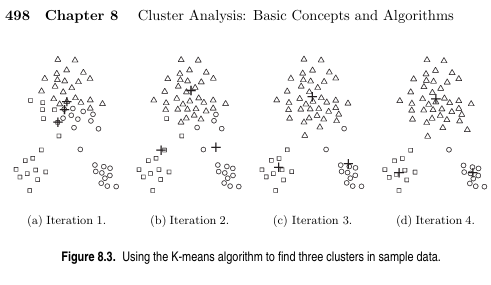 498 Chapter 8 Cluster Analysis: Basic Concepts and Algorithms
(a) Iteration 1. (b) Iteration 2. (c) Iteration 3. (d) Iteration 4.
Figure 8.3. Using the K-means algorithm to find three clusters in sample data.